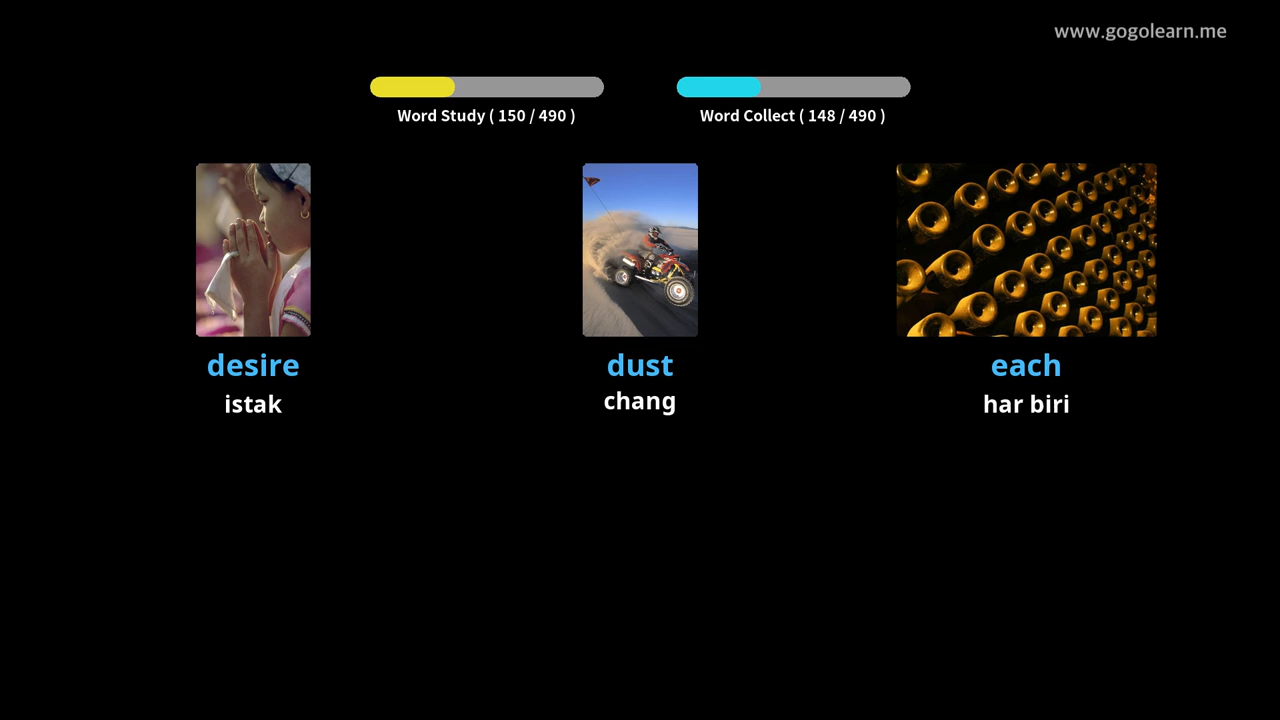 www.gogolearn.me
Word Study ( 150 / 490 )
Word Collect ( 148 / 490 )
desire
dust
each
istak
chang
har biri